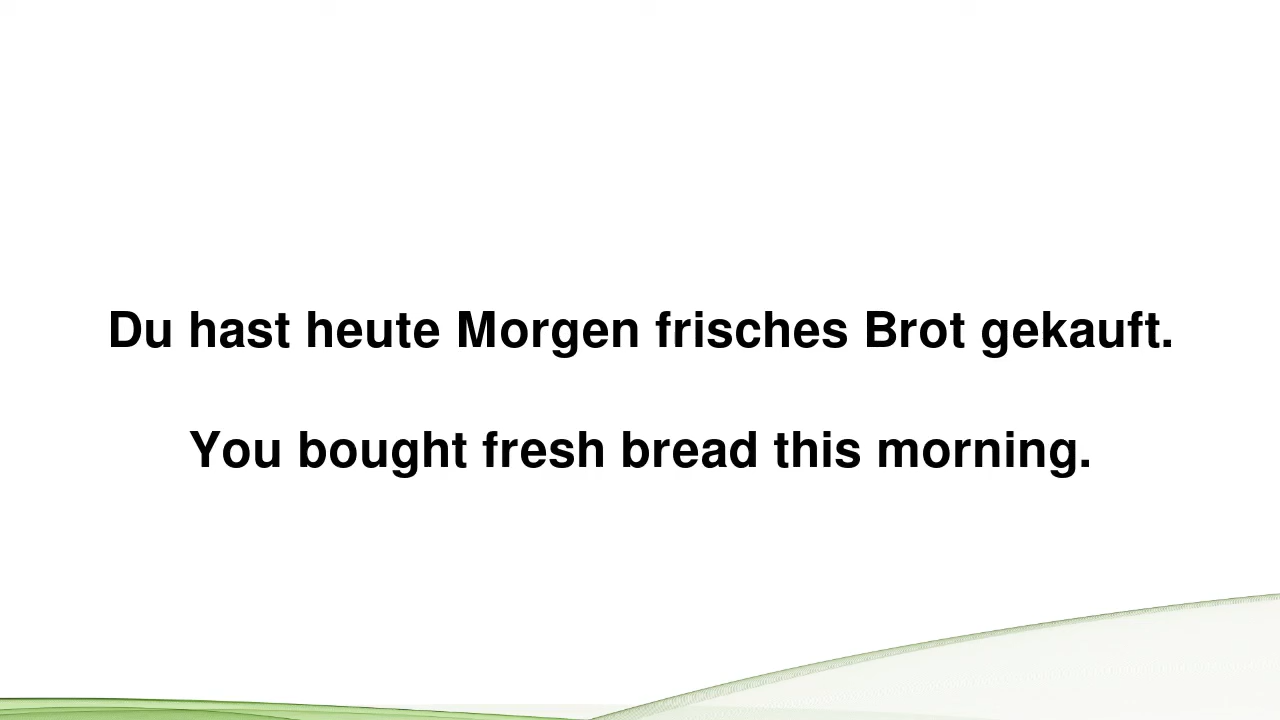 Du hast heute Morgen frisches Brot gekauft.
You bought fresh bread this morning.